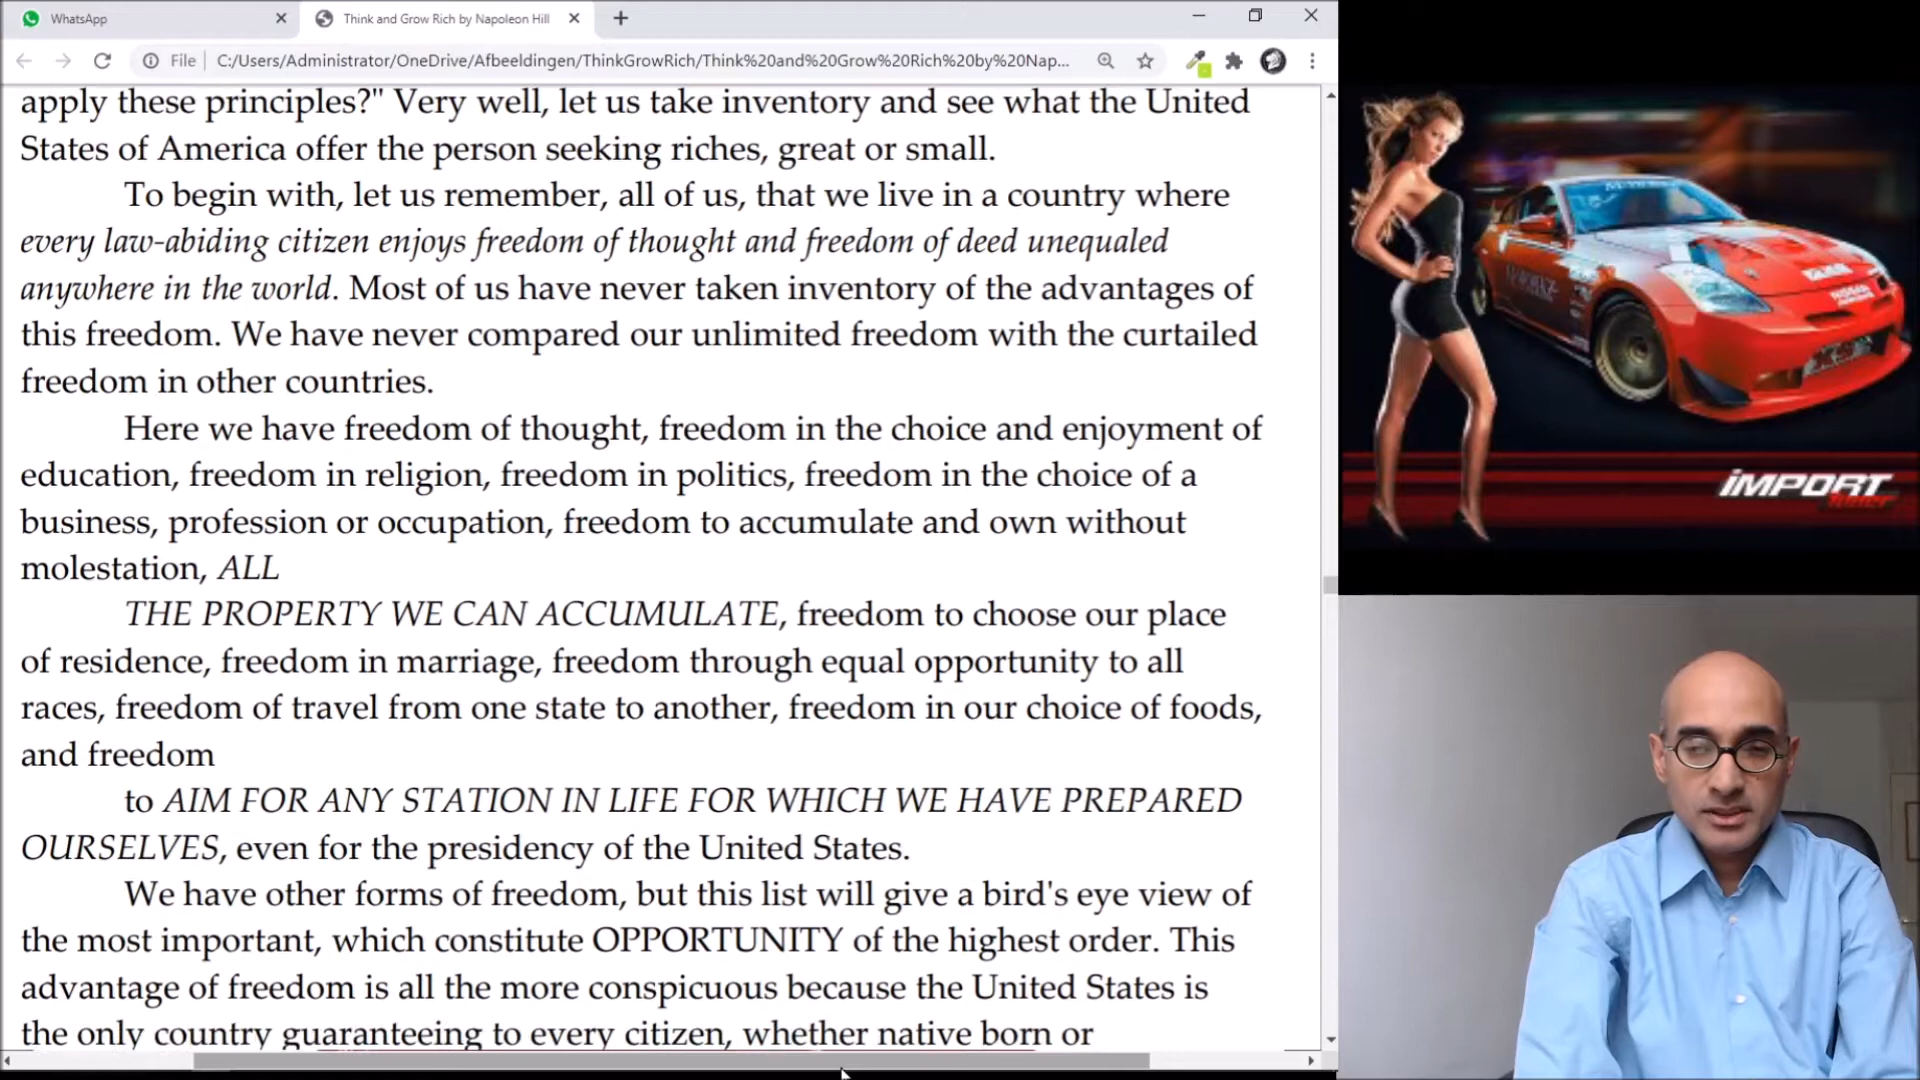 WhatsApp
Think and Grow Rich by Napoleon Hill
File
C:/Users/Administrator/OneDrive/Afbeeldingen/ThinkGrowRich/Think%20and%20Grow%20Rich%20by%20Nap...
apply these principles?" Very well, let us take inventory and see what the United
States of America offer the person seeking riches, great or small.
To begin with, let us remember, all of us, that we live in a country where
every law-abiding citizen enjoys freedom of thought and freedom of deed unequaled
anywhere in the world. Most of us have never taken inventory of the advantages of
this freedom. We have never compared our unlimited freedom with the curtailed
freedom in other countries.
Here we have freedom of thought, freedom in the choice and enjoyment of
education, freedom in religion, freedom in politics, freedom in the choice of a
business, profession or occupation, freedom to accumulate and own without
molestation, ALL
THE PROPERTY WE CAN ACCUMULATE, freedom to choose our place
of residence, freedom in marriage, freedom through equal opportunity to all
races, freedom of travel from one state to another, freedom in our choice of foods,
and freedom
to AIM FOR ANY STATION IN LIFE FOR WHICH WE HAVE PREPARED
OURSELVES, even for the presidency of the United States.
We have other forms of freedom, but this list will give a bird's eye view of
the most important, which constitute OPPORTUNITY of the highest order. This
advantage of freedom is all the more conspicuous because the United States is
the only country guaranteeing to every citizen, whether native born or
IMPORT
tuner